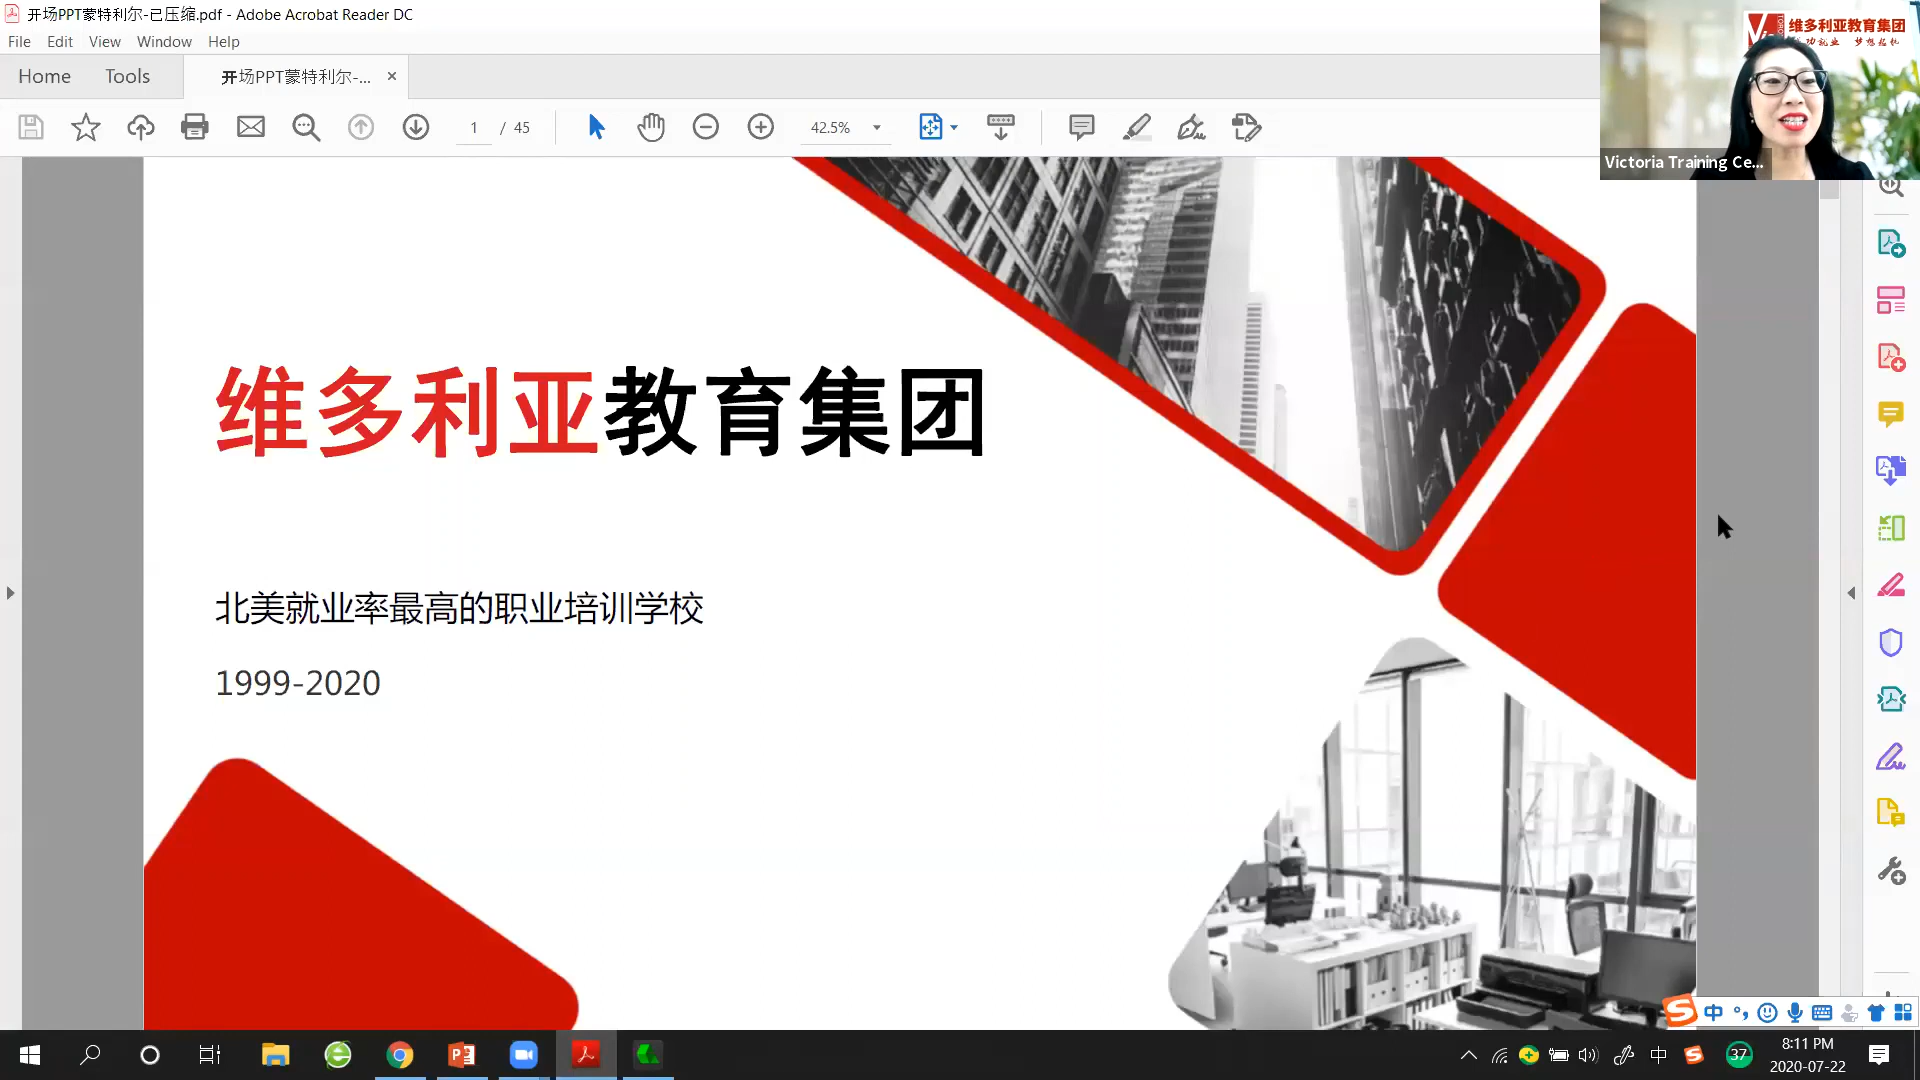 开场PPT蒙特利尔-已压缩.pdf - Adobe Acrobat Reader DC
File Edit View Window Help
Home Tools 开场PPT蒙特利尔-... ×
1 / 45 42.5%
维多利亚教育集团
Victoria Training Ce...
维多利亚教育集团
北美就业率最高的职业培训学校
1999-2020
中
37
中
8:11 PM
2020-07-22